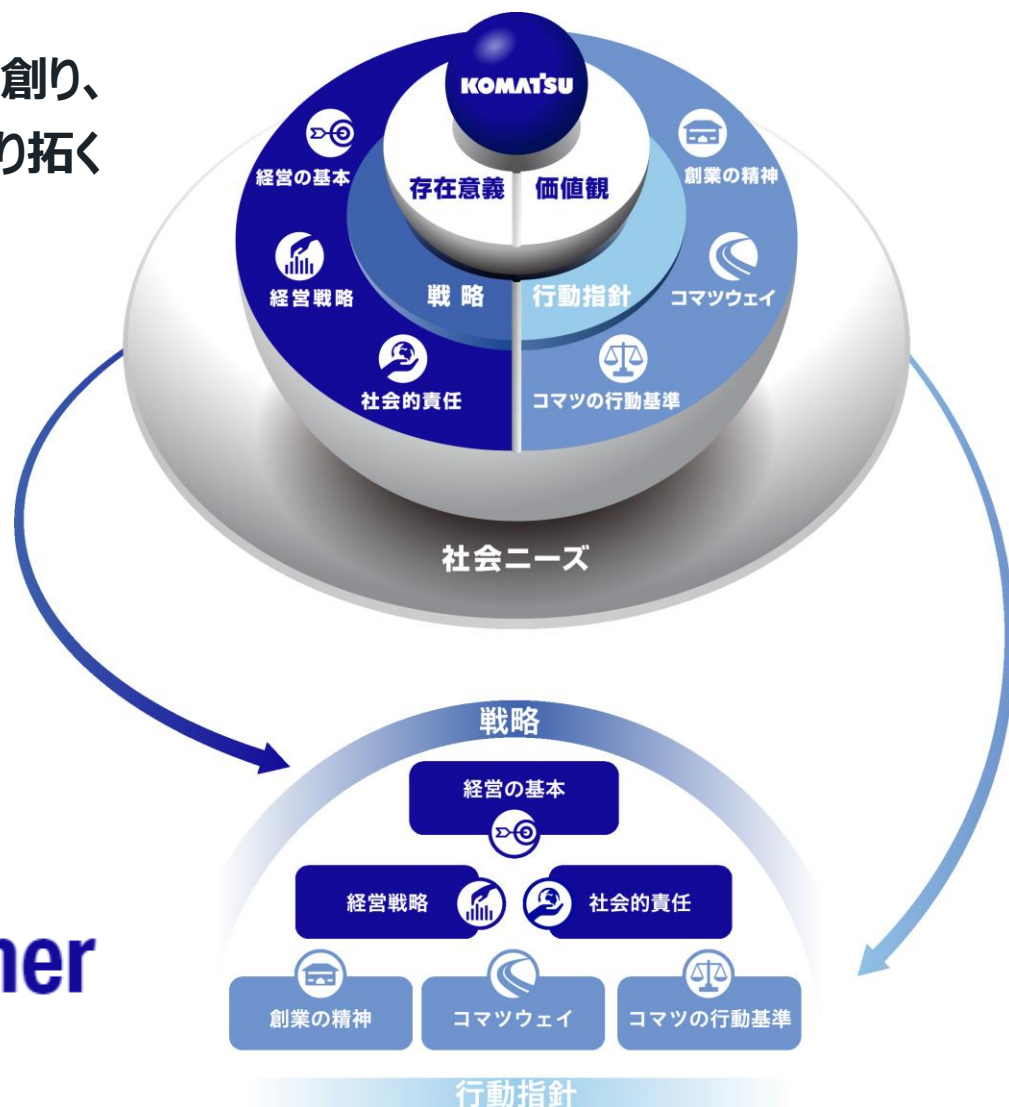 創り、
り拓く
KOMATSU
経営の基本
存在意義
価値観
創業の精神
経営戦略
戦略
行動指針
コマツウェイ
社会的責任
コマツの行動基準
社会ニーズ
戦略
経営の基本
経営戦略
社会的責任
ner
創業の精神
コマツウェイ
コマツの行動基準
行動指針